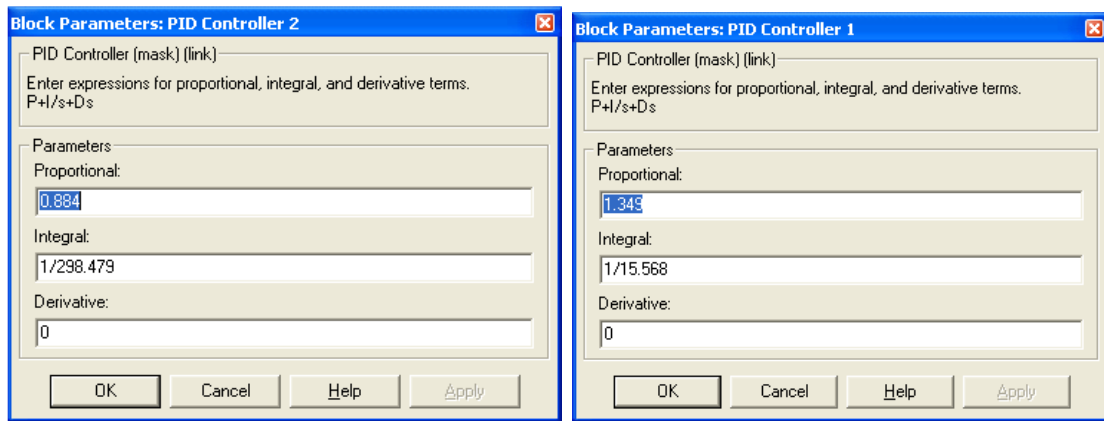 Block Parameters: PID Controller 2
PID Controller (mask) (link)
Enter expressions for proportional, integral, and derivative terms.
P+I/s+Ds
Parameters
Proportional:
0.884
Integral:
1/298.479
Derivative:
0
OK Cancel Help Apply
Block Parameters: PID Controller 1
PID Controller (mask) (link)
Enter expressions for proportional, integral, and derivative terms.
P+I/s+Ds
Parameters
Proportional:
1.349
Integral:
1/15.568
Derivative:
0
OK Cancel Help Apply